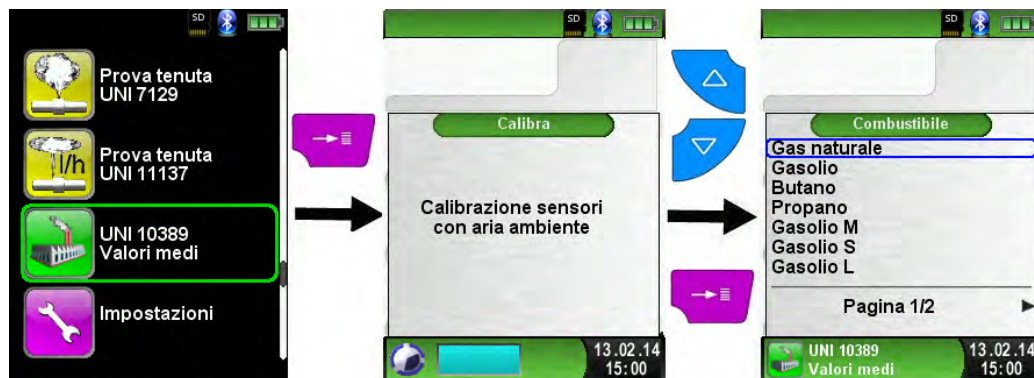 SD
Prova tenuta
UNI 7129
l/h
Prova tenuta
UNI 11137
UNI 10389
Valori medi
Impostazioni
SD
Calibra
Calibrazione sensori
con aria ambiente
13.02.14
15:00
SD
Combustibile
Gas naturale
Gasolio
Butano
Propano
Gasolio M
Gasolio S
Gasolio L
Pagina 1/2
UNI 10389
Valori medi
13.02.14
15:00